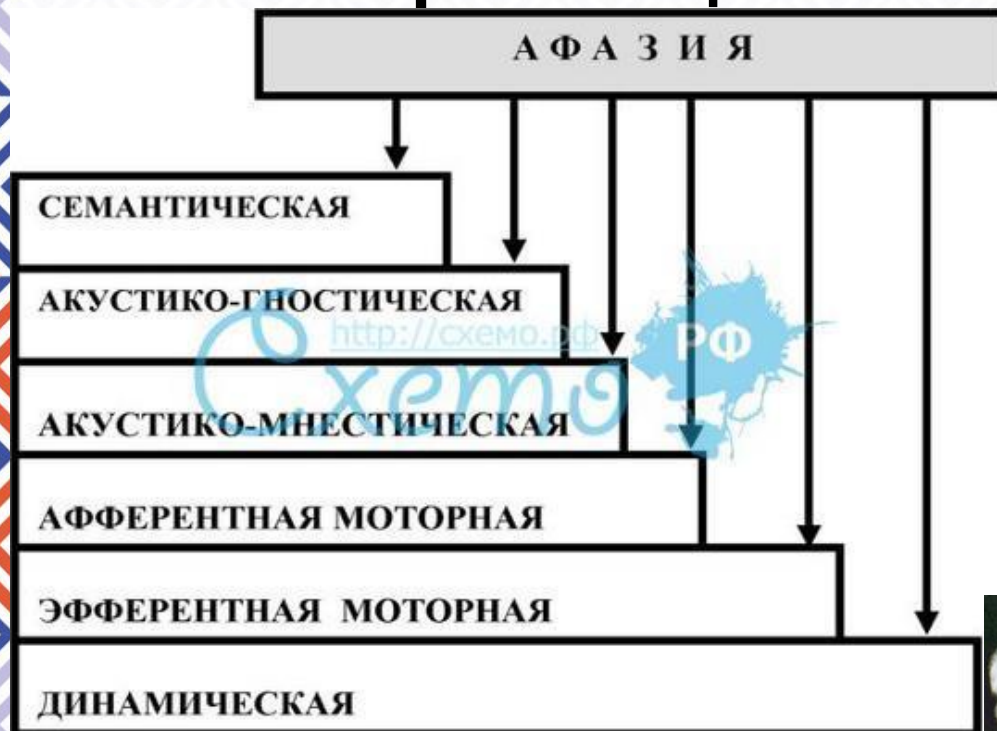 АФАЗИЯ
СЕМАНТИЧЕСКАЯ
АКУСТИКО-ГНОСТИЧЕСКАЯ
http://схемо.рф
Схемо
РФ
АКУСТИКО-МНЕСТИЧЕСКАЯ
АФФЕРЕНТНАЯ МОТОРНАЯ
ЭФФЕРЕНТНАЯ МОТОРНАЯ
ДИНАМИЧЕСКАЯ